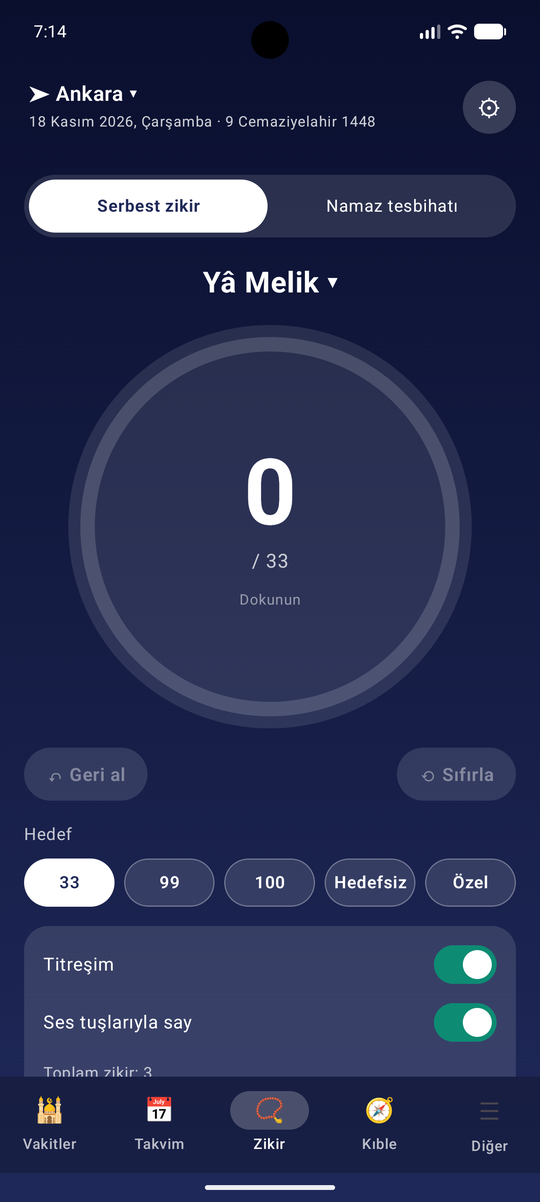 7:14
Ankara ▾
18 Kasım 2026, Çarşamba · 9 Cemaziyelahir 1448
Serbest zikir
Namaz tesbihatı
Yâ Melik ▾
0
/ 33
Dokunun
Geri al
Sıfırla
Hedef
33
99
100
Hedefsiz
Özel
Titreşim
Ses tuşlarıyla say
Toplam zikir: 3
July
17
Vakitler
Takvim
Zikir
Kıble
Diğer